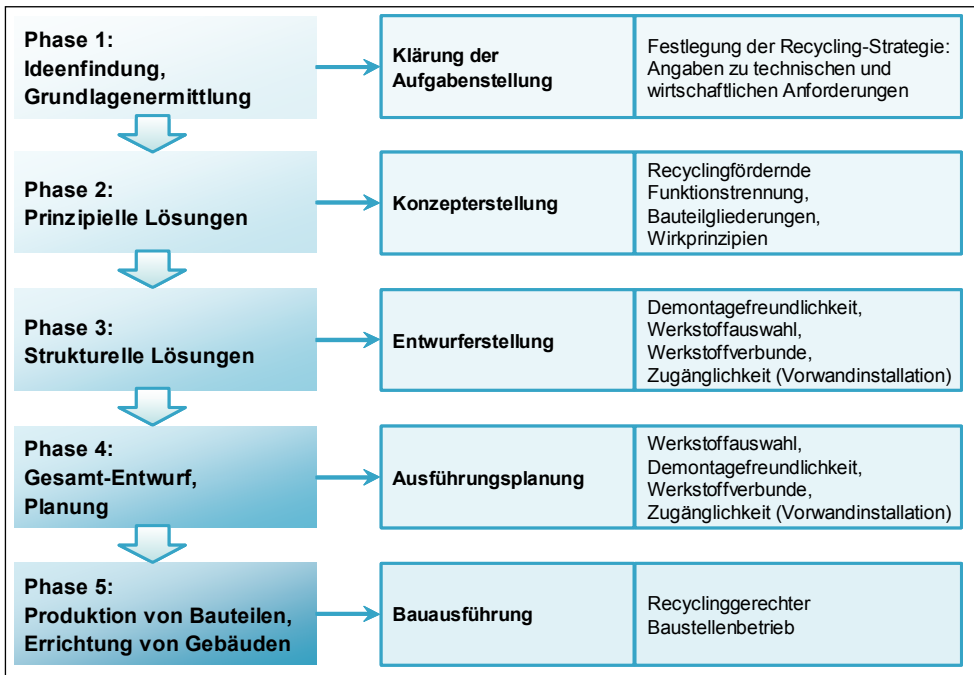 Phase 1:
Ideenfindung,
Grundlagenermittlung
Klärung der
Aufgabenstellung
Festlegung der Recycling-Strategie:
Angaben zu technischen und
wirtschaftlichen Anforderungen
Phase 2:
Prinzipielle Lösungen
Konzepterstellung
Recyclingfördernde
Funktionstrennung,
Bauteilgliederungen,
Wirkprinzipien
Phase 3:
Strukturelle Lösungen
Entwurferstellung
Demontagefreundlichkeit,
Werkstoffauswahl,
Werkstoffverbunde,
Zugänglichkeit (Vorwandinstallation)
Phase 4:
Gesamt-Entwurf,
Planung
Ausführungsplanung
Werkstoffauswahl,
Demontagefreundlichkeit,
Werkstoffverbunde,
Zugänglichkeit (Vorwandinstallation)
Phase 5:
Produktion von Bauteilen,
Errichtung von Gebäuden
Bauausführung
Recyclinggerechter
Baustellenbetrieb